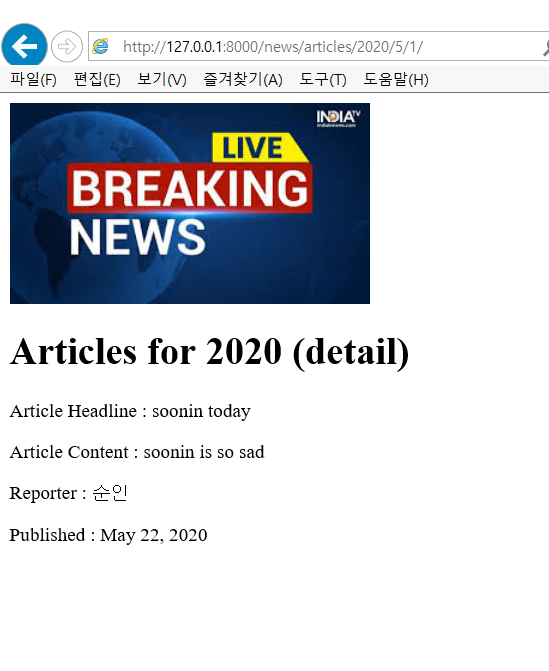 http://127.0.0.1:8000/news/articles/2020/5/1/
파일(F) 편집(E) 보기(V) 즐겨찾기(A) 도구(T) 도움말(H)
INDIA TV
indiatvnews.com
LIVE
BREAKING
NEWS
Articles for 2020 (detail)
Article Headline : soonin today
Article Content : soonin is so sad
Reporter : 순인
Published : May 22, 2020